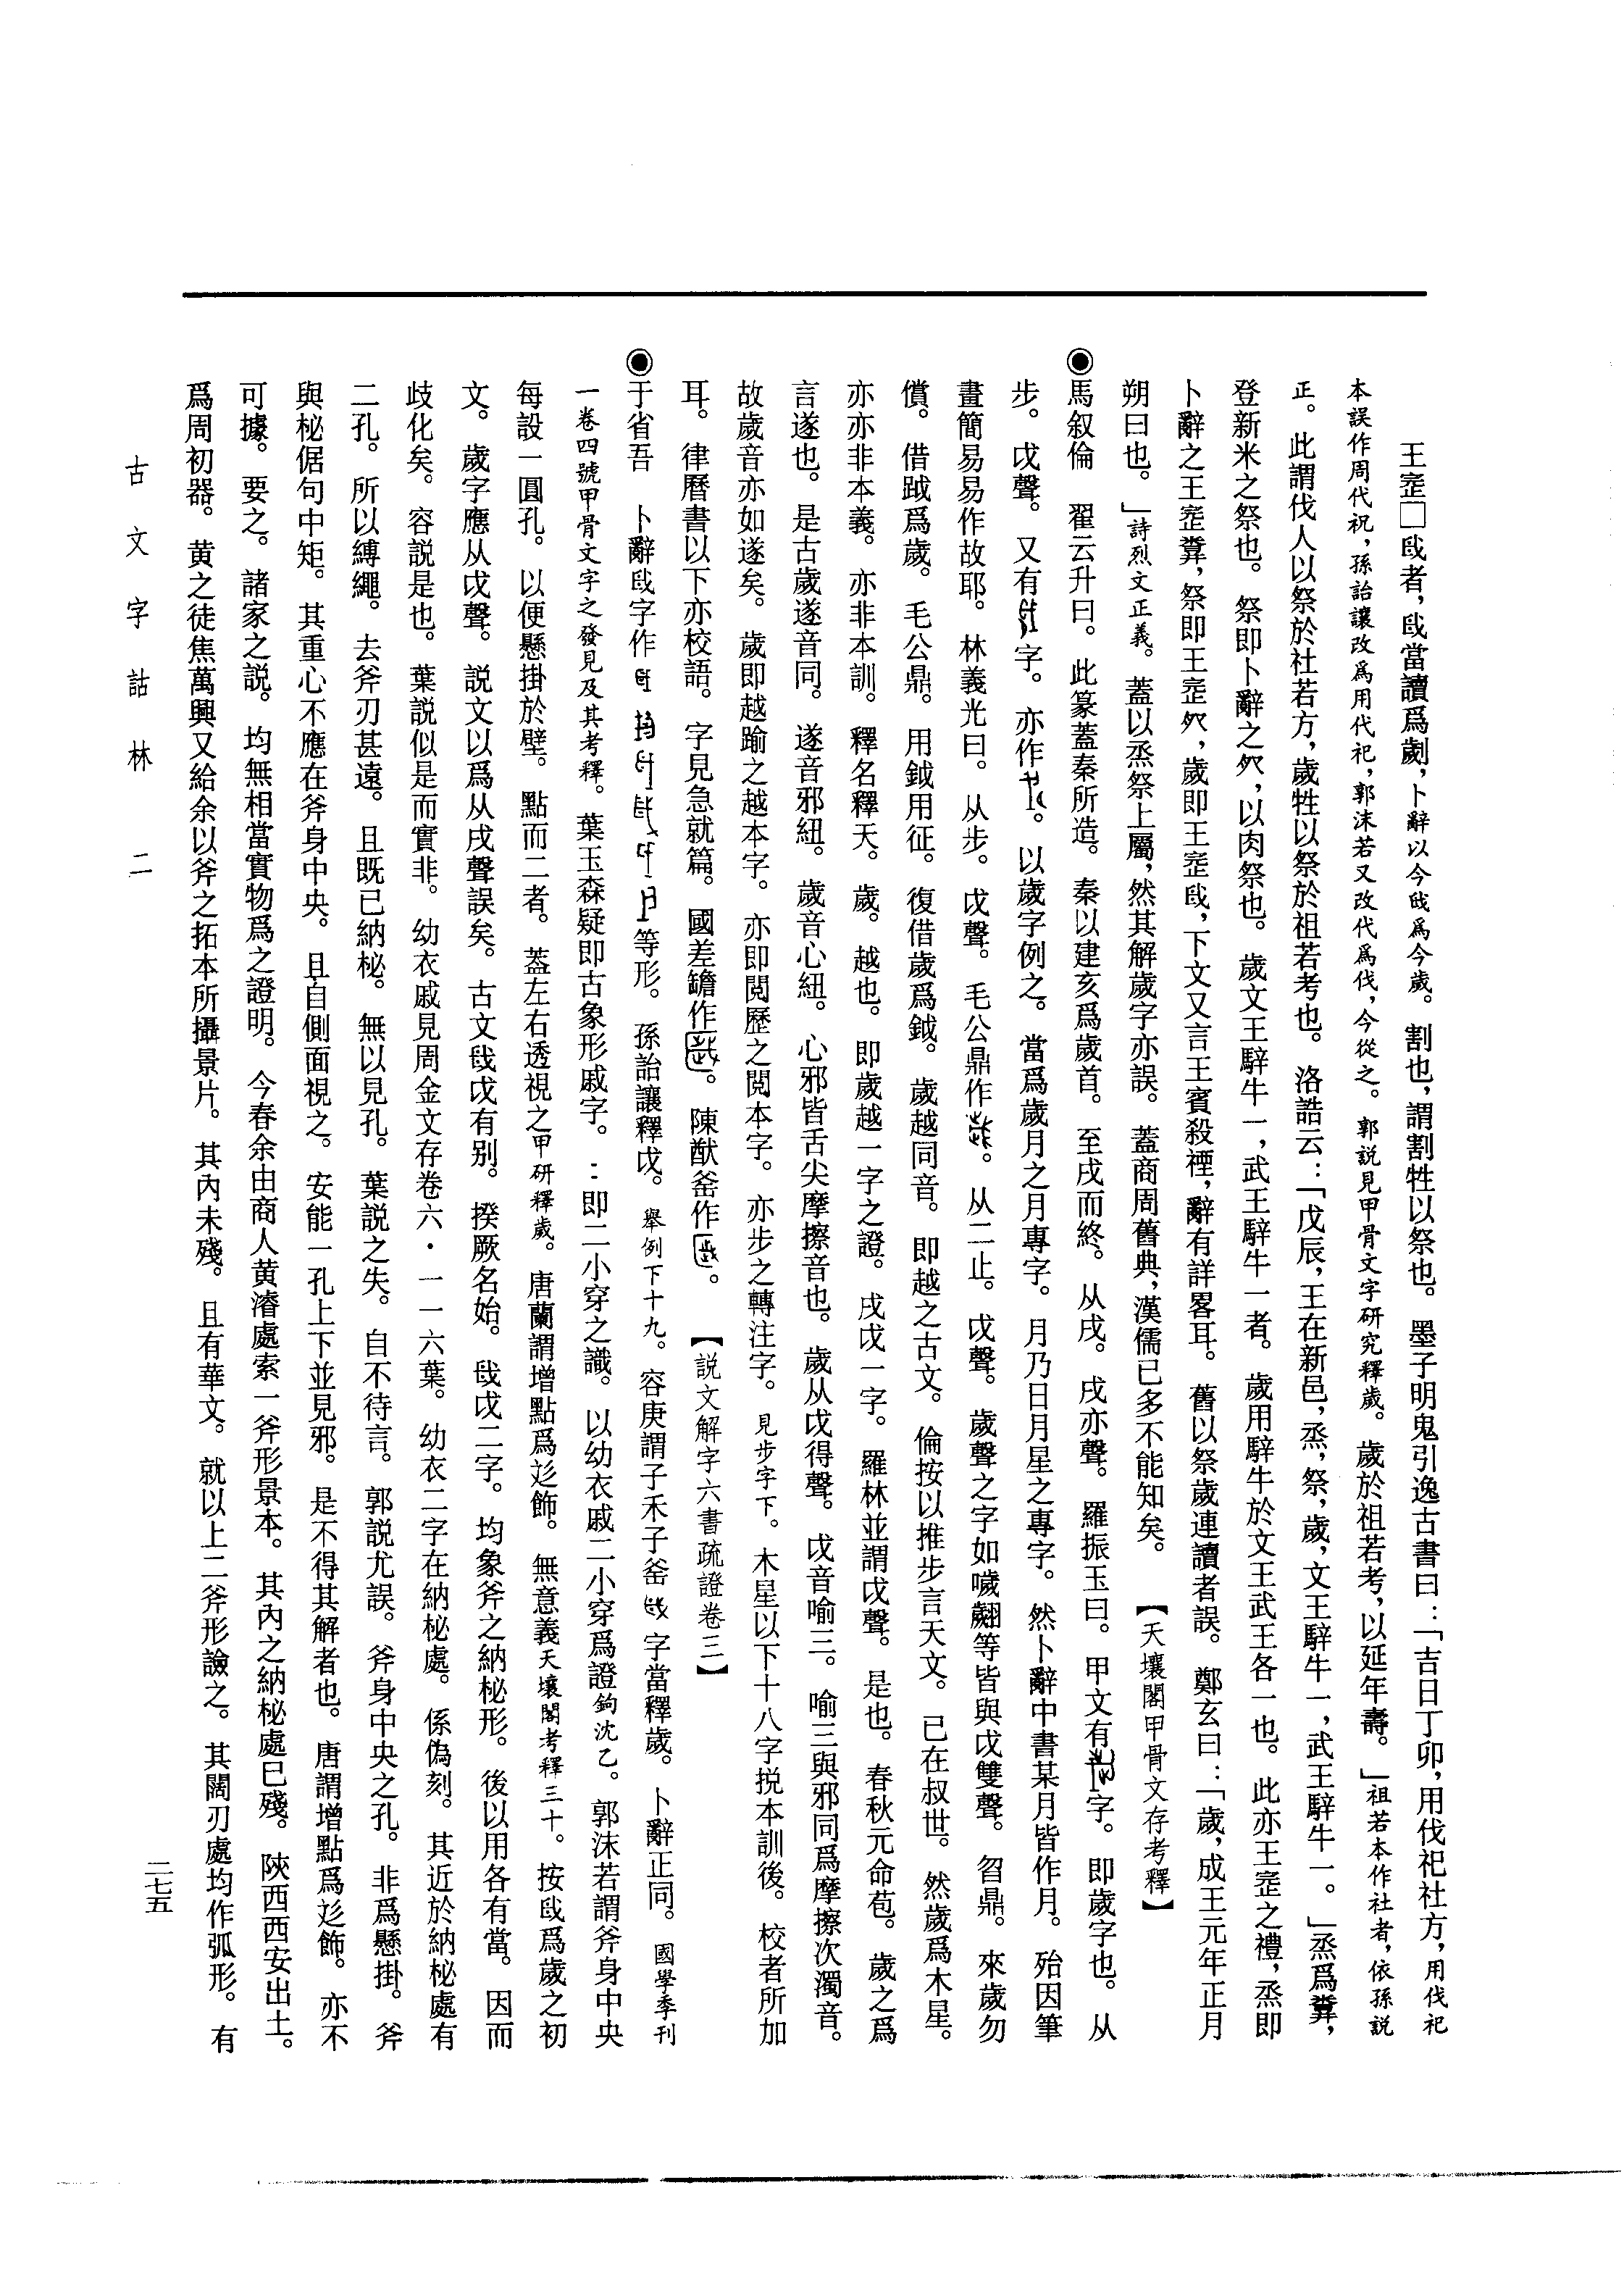 王窋□戉者，戉當讀爲劌，卜辭以今戉爲今歲。割也，謂割牲以祭也。墨子明鬼引逸古書曰：「吉日丁卯，用伐祀社方，用伐祀
本誤作周代祝，孫詒讓改爲用代祀，郭沫若又改代爲伐，今從之。郭説見甲骨文字研究釋歲。歲於祖若考，以延年壽。」祖若本作社者，依孫説
正。此謂伐人以祭於社若方，歲牲以祭於祖若考也。洛誥云：「戊辰，王在新邑，烝，祭，歲，文王騂牛一，武王騂牛一。」烝爲𣫭，
登新米之祭也。祭即卜辭之，以肉祭也。歲文王騂牛一，武王騂牛一者。歲用騂牛於文王武王各一也。此亦王窋之禮，烝即
卜辭之王窋，祭即王窋，歲即王窋戉，下文又言王賓殺禋，辭有詳畧耳。舊以祭歲連讀者誤。鄭玄曰：「歲，成王元年正月
朔曰也。」詩烈文正義。蓋以烝祭上屬，然其解歲字亦誤。蓋商周舊典，漢儒已多不能知矣。【天壤閣甲骨文存考釋】
◉馬叙倫　翟云升曰。此篆蓋秦所造。秦以建亥爲歲首。至戌而終。从戌。戌亦聲。羅振玉曰。甲文有字。即歲字也。从
步。戉聲。又有字。亦作。以歲字例之。當爲歲月之月專字。月乃日月星之專字。然卜辭中書某月皆作月。殆因筆
畫簡易易作故耶。林義光曰。从步。戉聲。毛公鼎作。从二止。戉聲。歲聲之字如噦翽等皆與戉雙聲。曶鼎。來歲勿
償。借䟠爲歲。毛公鼎。用鉞用征。復借歲爲鉞。歲越同音。即越之古文。倫按以推步言天文。已在叔世。然歲爲木星。
亦亦非本義。亦非本訓。釋名釋天。歲。越也。即歲越一字之證。戌戉一字。羅林並謂戉聲。是也。春秋元命苞。歲之爲
言遂也。是古歲遂音同。遂音邪紐。歲音心紐。心邪皆舌尖摩擦音也。歲从戉得聲。戉音喻三。喻三與邪同爲摩擦次濁音。
故歲音亦如遂矣。歲即越踰之越本字。亦即閲歷之閲本字。亦步之轉注字。見步字下。木星以下十八字捝本訓後。校者所加
耳。律曆書以下亦校語。字見急就篇。國差𦉜作。陳猷釜作。【説文解字六書疏證卷三】
◉于省吾　卜辭戉字作等形。孫詒讓釋戉。舉例下十九。容庚謂子禾子釜字當釋歲。卜辭正同。國學季刊
一卷四號甲骨文字之發見及其考釋。葉玉森疑即古象形戚字。：即二小穿之識。以幼衣戚二小穿爲證鉤沈乙。郭沫若謂斧身中央
每設一圓孔。以便懸掛於壁。點而二者。蓋左右透視之甲研釋歲。唐蘭謂增點爲彣飾。無意義天壤閣考釋三十。按戉爲歲之初
文。歲字應从戉聲。説文以爲从戌聲誤矣。古文戉戉有别。揆厥名始。戉戉二字。均象斧之納柲形。後以用各有當。因而
歧化矣。容説是也。葉説似是而實非。幼衣戚見周金文存卷六·一一六葉。幼衣二字在納柲處。係偽刻。其近於納柲處有
二孔。所以縛繩。去斧刃甚遠。且既已納柲。無以見孔。葉説之失。自不待言。郭説尤誤。斧身中央之孔。非爲懸掛。斧
與柲倨句中矩。其重心不應在斧身中央。且自側面視之。安能一孔上下並見邪。是不得其解者也。唐謂增點爲彣飾。亦不
可據。要之。諸家之説。均無相當實物爲之證明。今春余由商人黄濬處索一斧形景本。其內之納柲處已殘。陝西西安出土。
爲周初器。黄之徒焦萬興又給余以斧之拓本所攝景片。其內未殘。且有華文。就以上二斧形譣之。其闊刃處均作弧形。有
古文字詁林　二
二七五